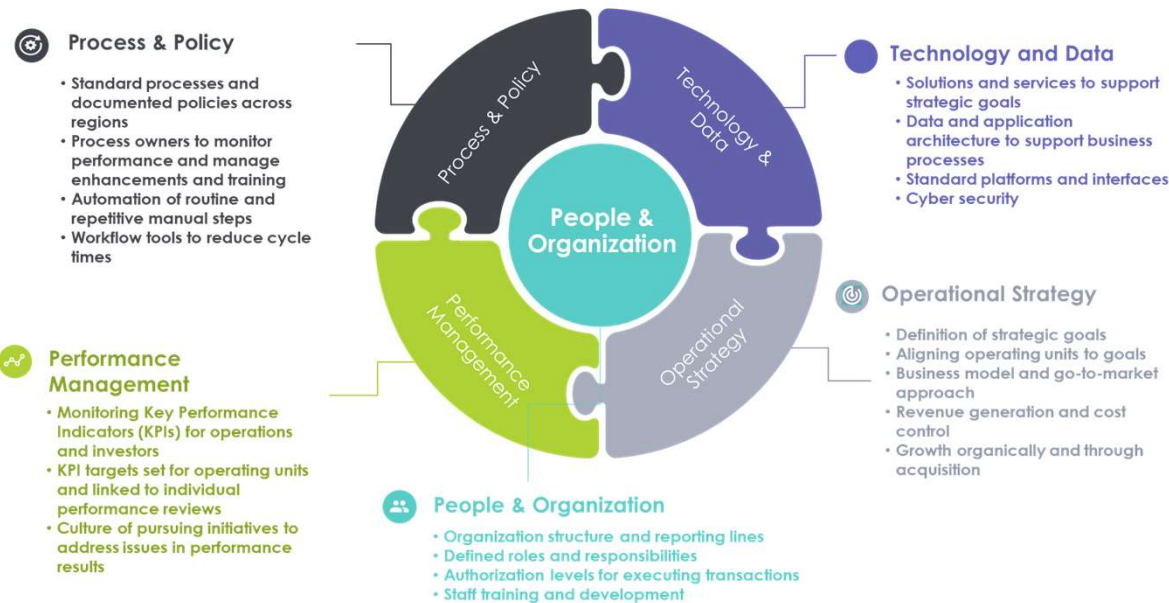 Process & Policy
• Standard processes and
documented policies across
regions
• Process owners to monitor
performance and manage
enhancements and training
• Automation of routine and
repetitive manual steps
• Workflow tools to reduce cycle
times
Process & Policy
Technology &
Data
People &
Organization
Performance
Management
Operational
Strategy
Technology and Data
• Solutions and services to support
strategic goals
• Data and application
architecture to support business
processes
• Standard platforms and interfaces
• Cyber security
Operational Strategy
• Definition of strategic goals
• Aligning operating units to goals
• Business model and go-to-market
approach
• Revenue generation and cost
control
• Growth organically and through
acquisition
Performance
Management
• Monitoring Key Performance
Indicators (KPIs) for operations
and investors
• KPI targets set for operating units
and linked to individual
performance reviews
• Culture of pursuing initiatives to
address issues in performance
results
People & Organization
• Organization structure and reporting lines
• Defined roles and responsibilities
• Authorization levels for executing transactions
• Staff training and development